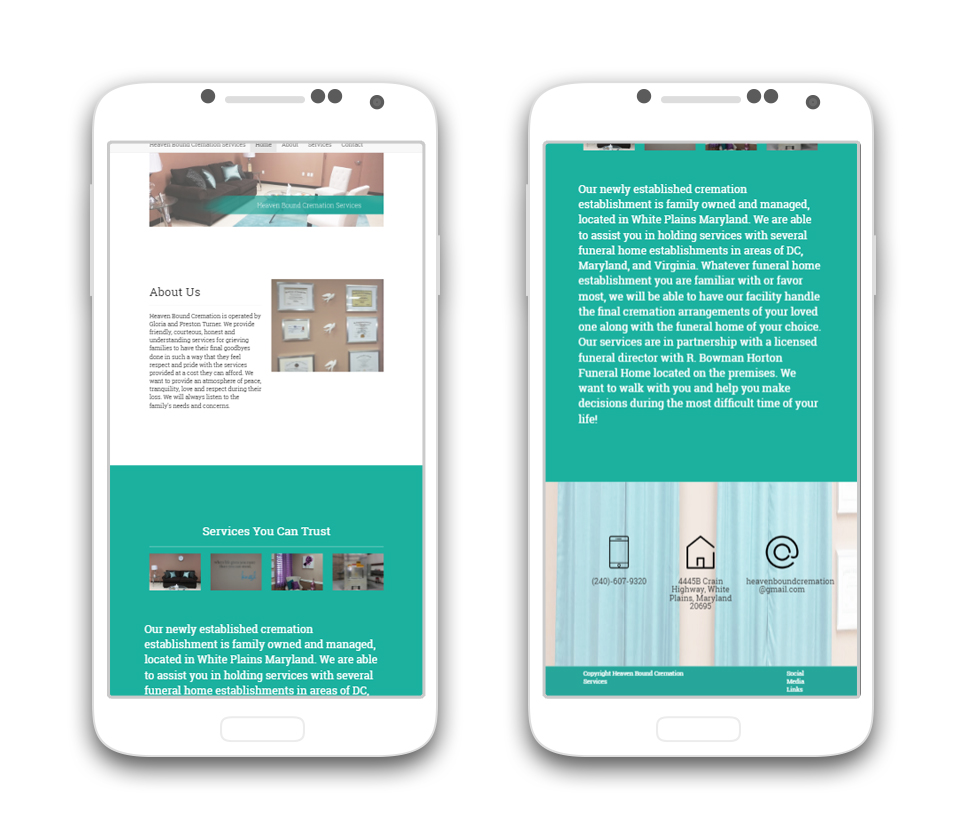 Heaven Bound Cremation Services Home About Services Contact
Heaven Bound Cremation Services
About Us
Heaven Bound Cremation is operated by
Gloria and Preston Turner. We provide
friendly, courteous, honest and
understanding services for grieving
families to have their final goodbyes
done in such a way that they feel
respect and pride with the services
provided at a cost they can afford. We
want to provide an atmosphere of peace,
tranquility, love and respect during their
loss. We will always listen to the
family's needs and concerns.
Services You Can Trust
Our newly established cremation
establishment is family owned and managed,
located in White Plains Maryland. We are able
to assist you in holding services with several
funeral home establishments in areas of DC,
Our newly established cremation
establishment is family owned and managed,
located in White Plains Maryland. We are able
to assist you in holding services with several
funeral home establishments in areas of DC,
Maryland, and Virginia. Whatever funeral home
establishment you are familiar with or favor
most, we will be able to have our facility handle
the final cremation arrangements of your loved
one along with the funeral home of your choice.
Our services are in partnership with a licensed
funeral director with R. Bowman Horton
Funeral Home located on the premises. We
want to walk with you and help you make
decisions during the most difficult time of your
life!
(240)-607-9320
4445B Crain
Highway, White
Plains, Maryland
20695
heavenboundcremation
@gmail.com
Copyright Heaven Bound Cremation
Services
Social
Media
Links